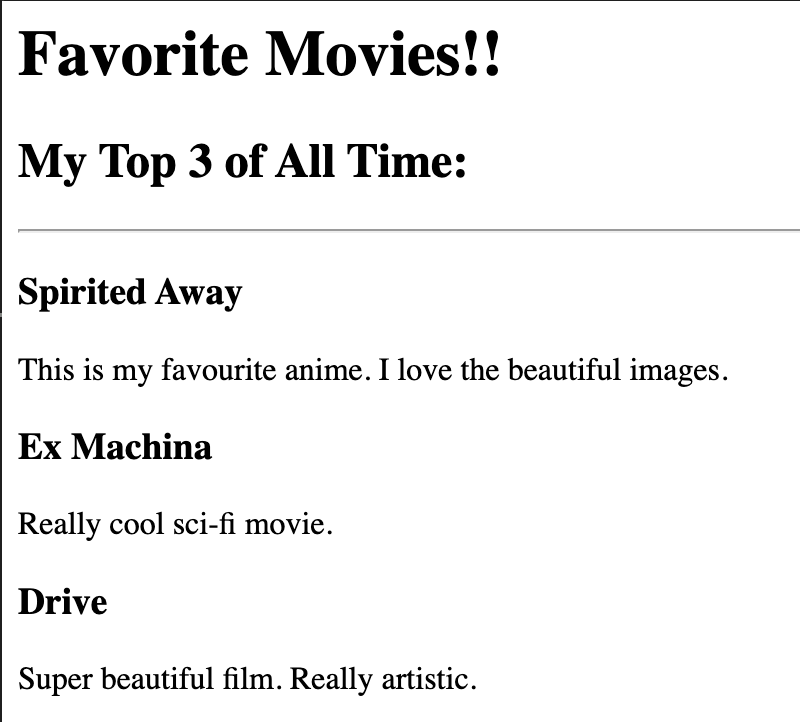 Favorite Movies!!
My Top 3 of All Time:
Spirited Away
This is my favourite anime. I love the beautiful images.
Ex Machina
Really cool sci-fi movie.
Drive
Super beautiful film. Really artistic.